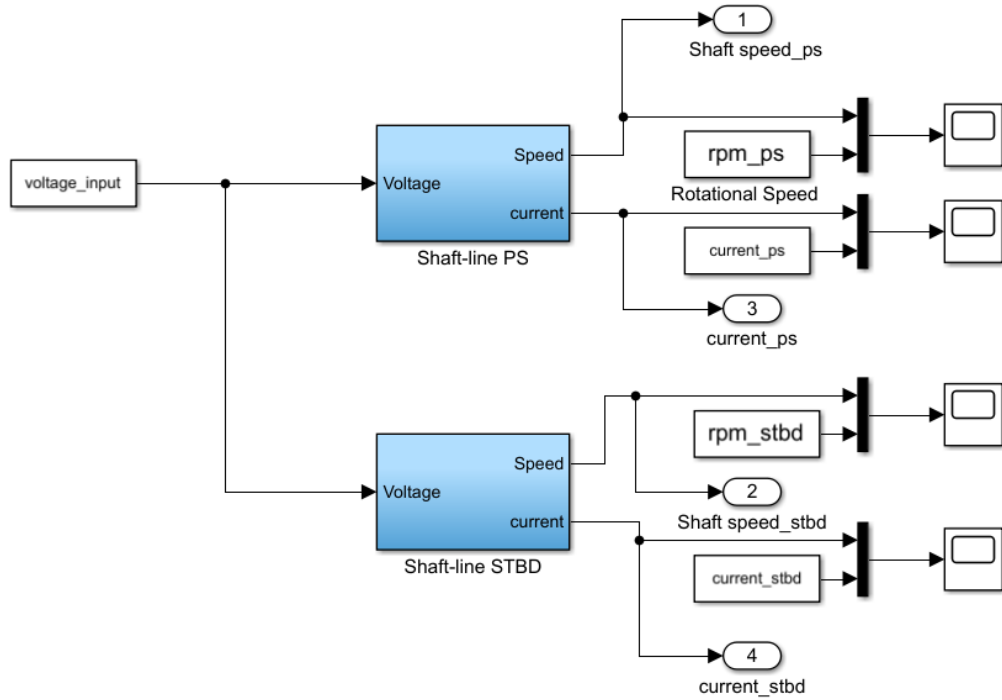 1
Shaft speed_ps
rpm_ps
Rotational Speed
voltage_input
Voltage
Speed
current
Shaft-line PS
current_ps
3
current_ps
rpm_stbd
Voltage
Speed
current
Shaft-line STBD
2
Shaft speed_stbd
current_stbd
4
current_stbd